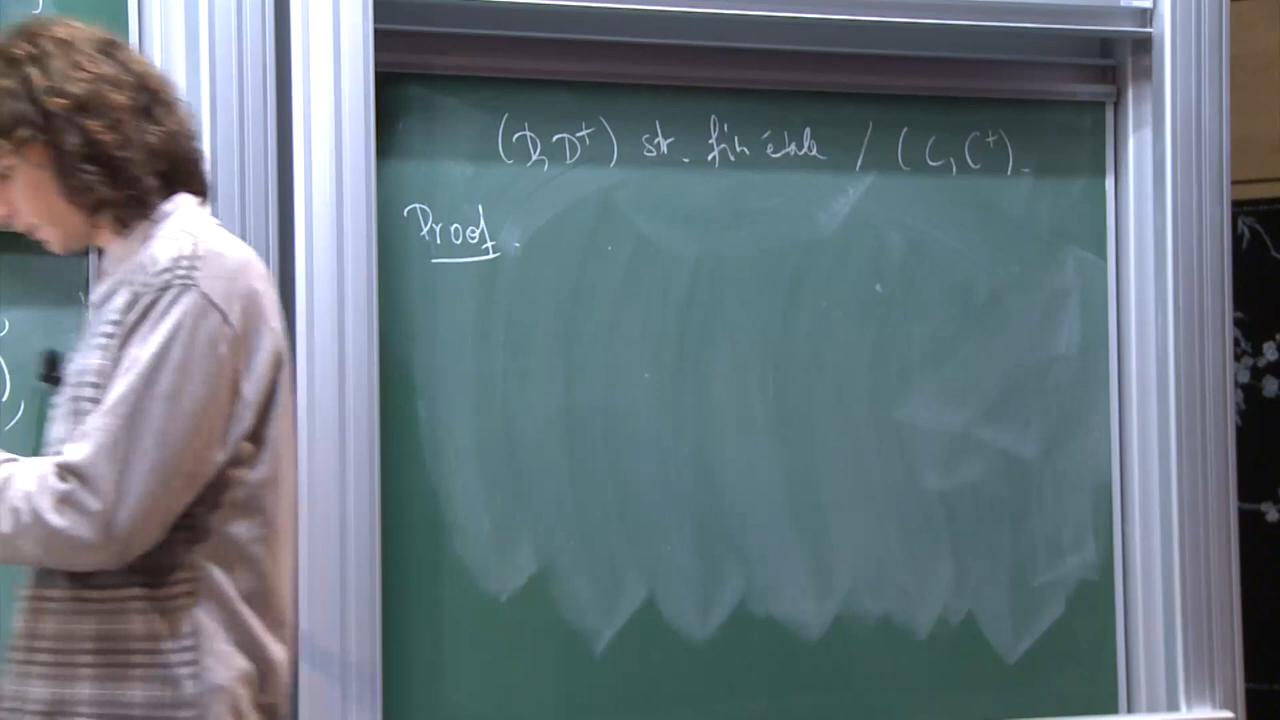 (D, D⁺) str. fin étale / (C, C⁺).
Proof.